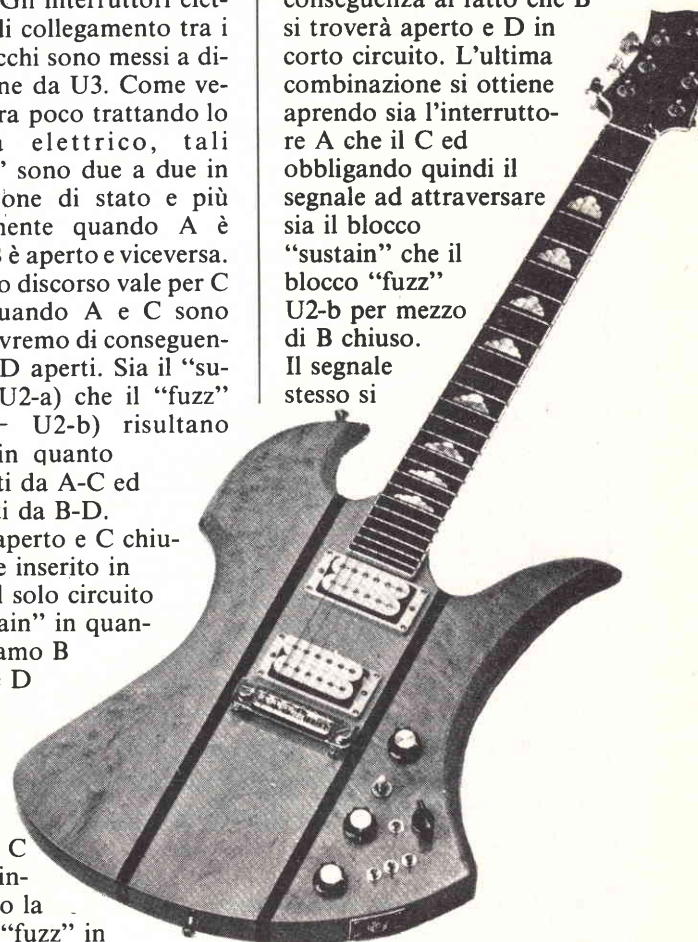 Gli interruttori elet-
di collegamento tra i
cchi sono messi a di-
ne da U3. Come ve-
ra poco trattando lo
elettrico, tali
” sono due a due in
one di stato e più
mente quando A è
B è aperto e viceversa.
o discorso vale per C
uando A e C sono
vremo di conseguen-
D aperti. Sia il “su-
U2-a) che il “fuzz”
– U2-b) risultano
in quanto
ti da A-C ed
i da B-D.
aperto e C chiu-
e inserito in
l solo circuito
ain” in quan-
amo B
D
C
in-
o la
“fuzz” in
conseguenza al fatto che B
si troverà aperto e D in
corto circuito. L'ultima
combinazione si ottiene
aprendo sia l'interrutto-
re A che il C ed
obbligando quindi il
segnale ad attraversare
sia il blocco
“sustain” che il
blocco “fuzz”
U2-b per mezzo
di B chiuso.
Il segnale
stesso si